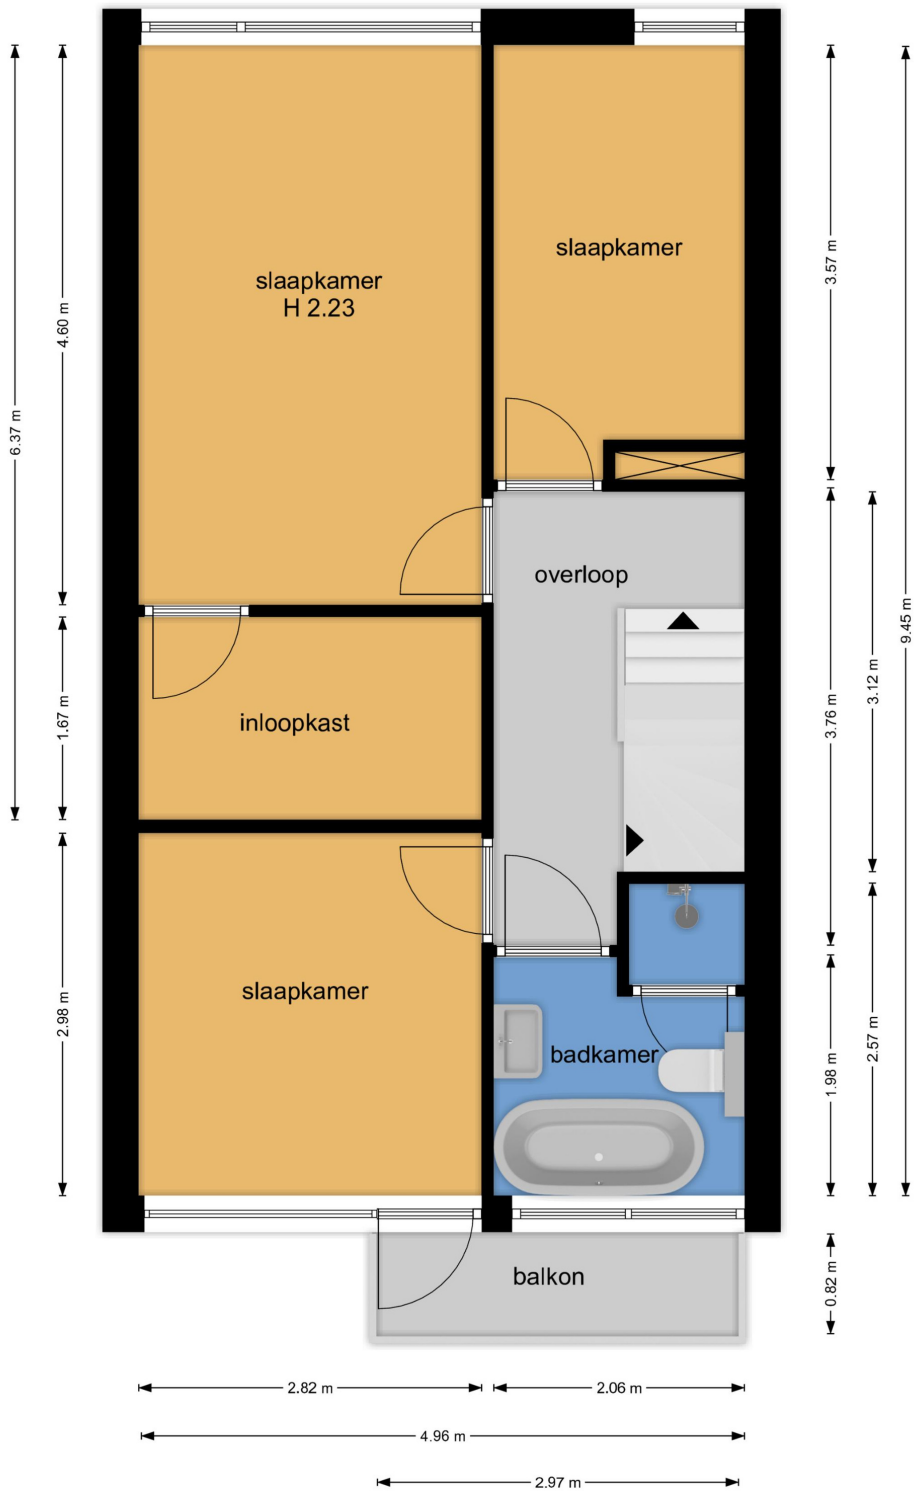 slaapkamer
H 2.23
slaapkamer
overloop
inloopkast
slaapkamer
badkamer
balkon
6.37 m
4.60 m
1.67 m
2.98 m
3.57 m
3.76 m
1.98 m
0.82 m
3.12 m
2.57 m
9.45 m
2.82 m
2.06 m
4.96 m
2.97 m